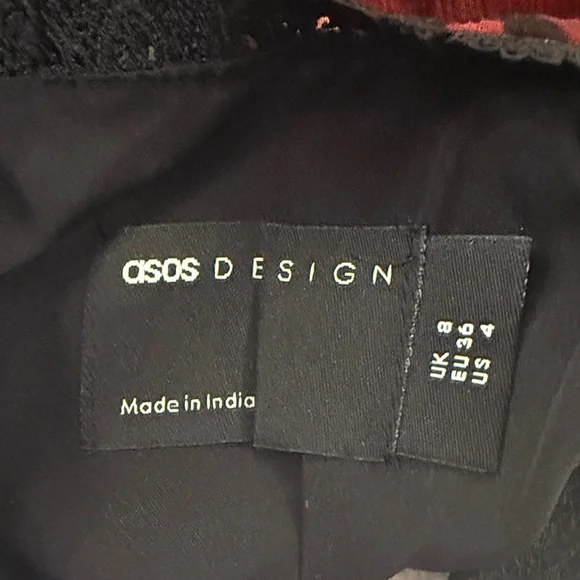 asos DESIGN
Made in India
UK 8
EU 36
US 4